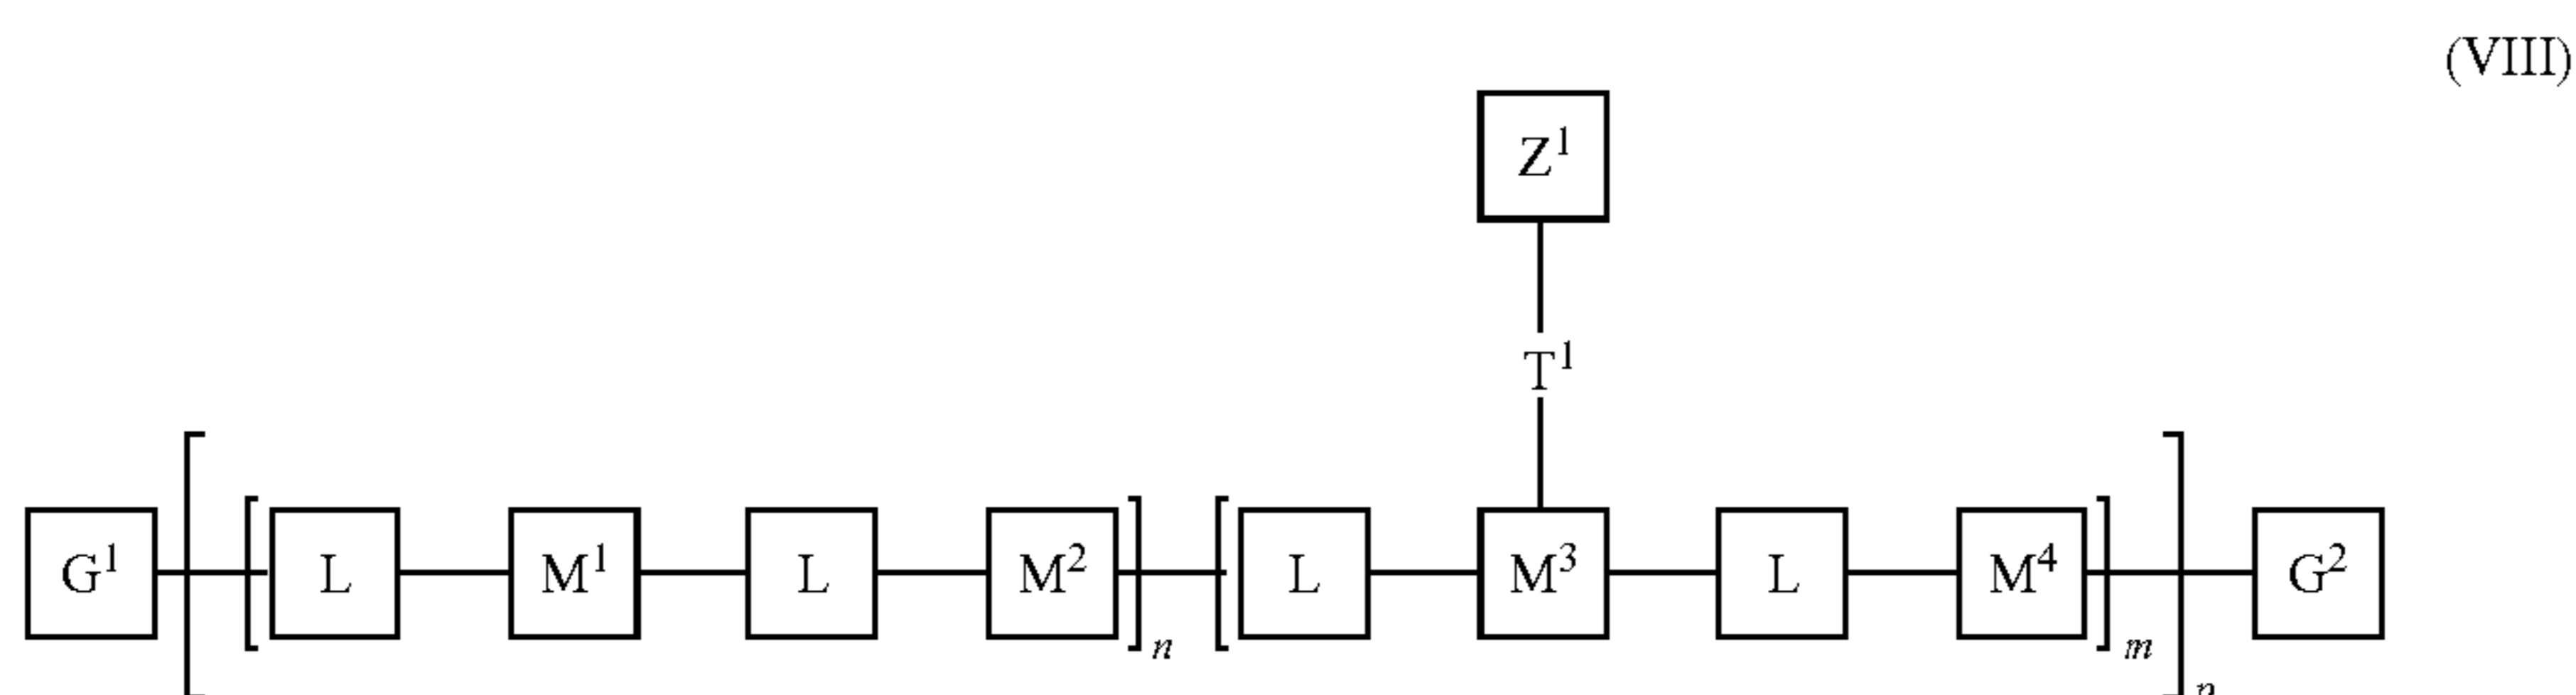 (VIII)
Z¹
T¹
G¹ L M¹ L M² n L M³ L M⁴ m G²